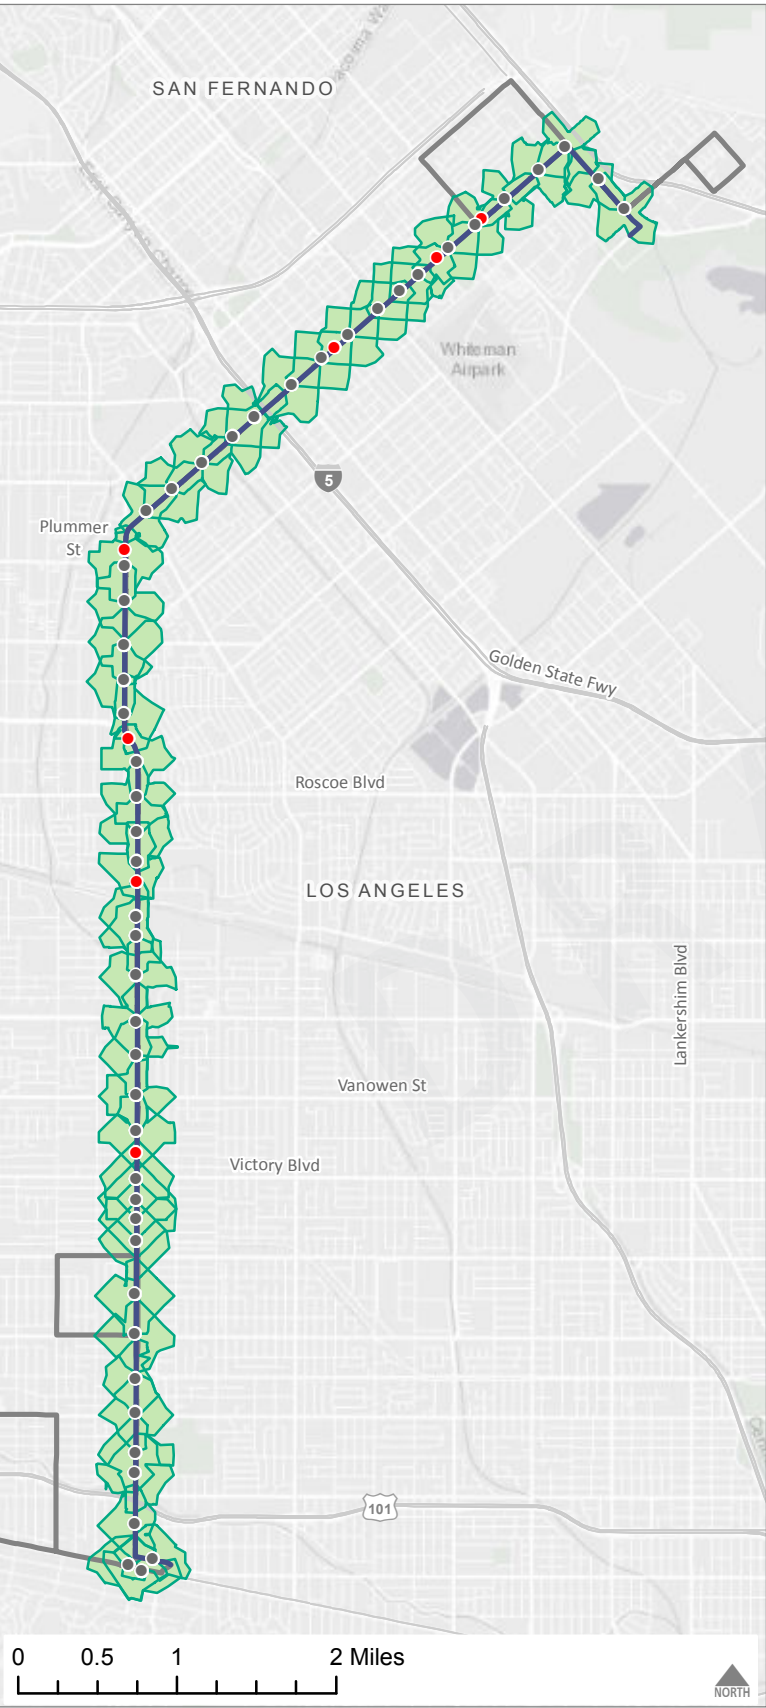 SAN FERNANDO
Whiteman
Airpark
5
Plummer
St
Golden State Fwy
Roscoe Blvd
LOS ANGELES
Lankershim Blvd
Vanowen St
Victory Blvd
101
0 0.5 1 2 Miles
NORTH